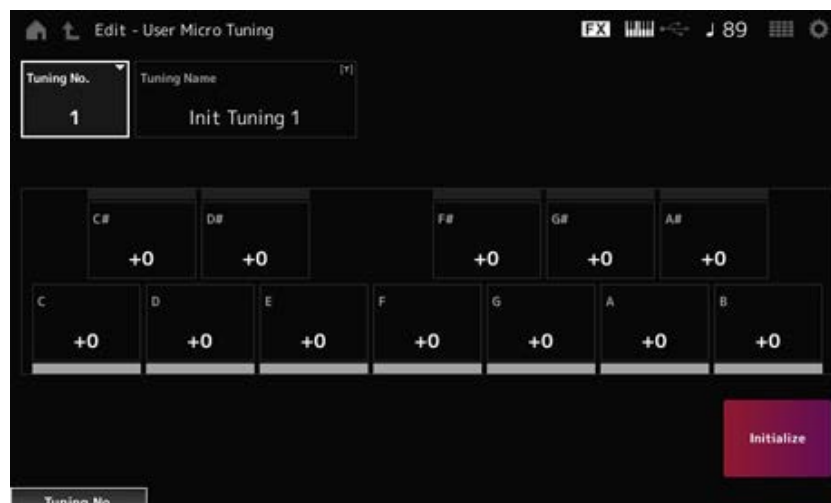 Edit - User Micro Tuning FX ♩ 89
Tuning No. Tuning Name [T]
1 Init Tuning 1
C# D# F# G# A#
+0 +0 +0 +0 +0
C D E F G A B
+0 +0 +0 +0 +0 +0 +0
Initialize
Tuning No.